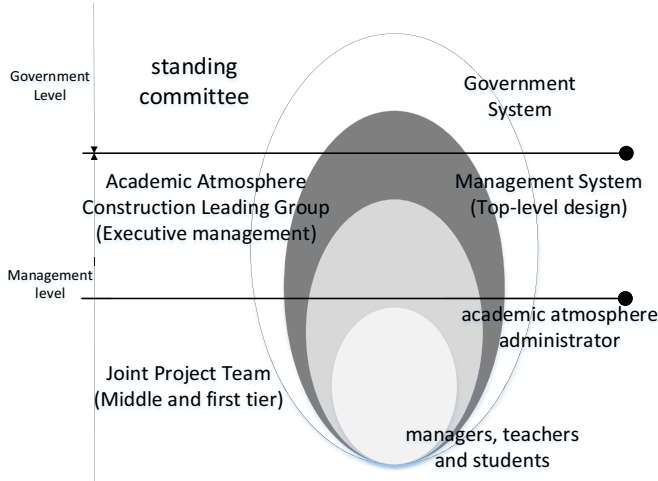 standing
committee
Government
Level
Government
System
Academic Atmosphere
Construction Leading Group
(Executive management)
Management System
(Top-level design)
Management
level
academic atmosphere
administrator
Joint Project Team
(Middle and first tier)
managers, teachers
and students